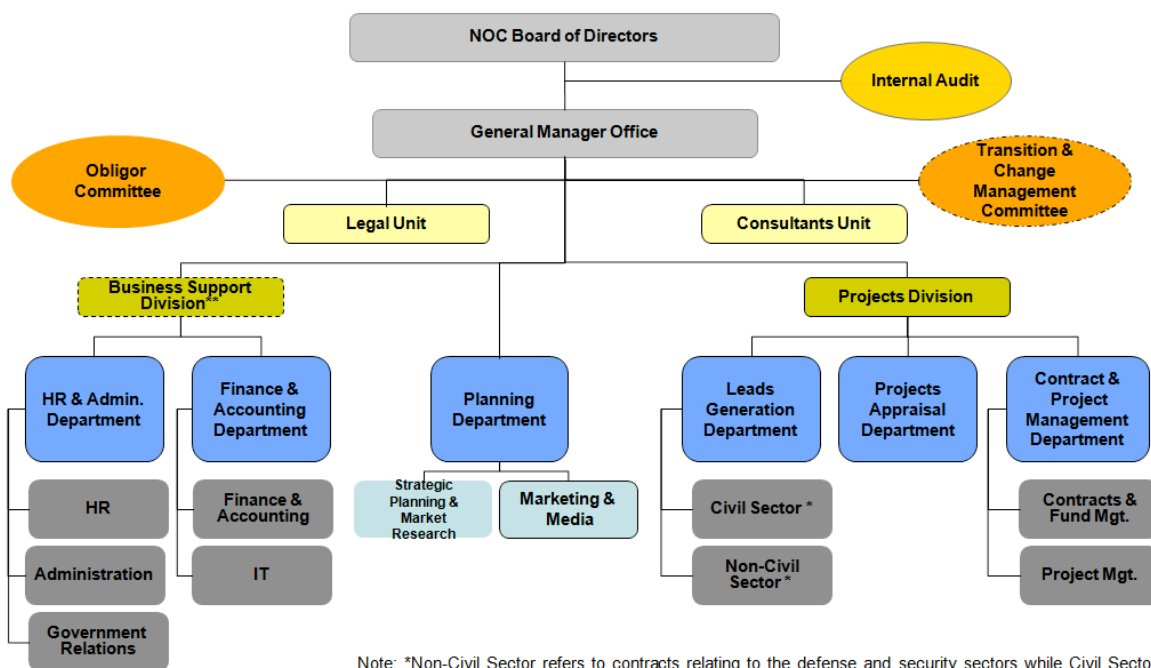 NOC Board of Directors
Internal Audit
General Manager Office
Obligor
Committee
Transition &
Change
Management
Committee
Legal Unit
Consultants Unit
Business Support
Division**
Projects Division
HR & Admin.
Department
Finance &
Accounting
Department
Planning
Department
Leads
Generation
Department
Projects
Appraisal
Department
Contract &
Project
Management
Department
HR
Administration
Government
Relations
Finance &
Accounting
IT
Strategic
Planning &
Market
Research
Marketing &
Media
Civil Sector *
Non-Civil
Sector *
Contracts &
Fund Mgt.
Project Mgt.
Note: *Non-Civil Sector refers to contracts relating to the defense and security sectors while Civil Secto